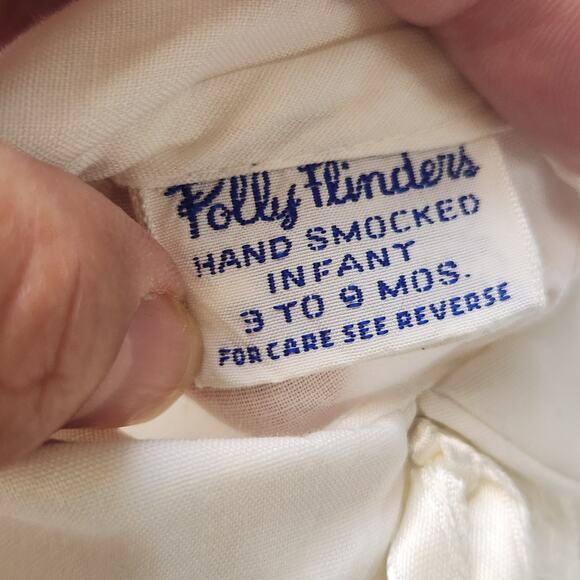 Polly Flinders
HAND SMOCKED
INFANT
3 TO 9 MOS.
FOR CARE SEE REVERSE